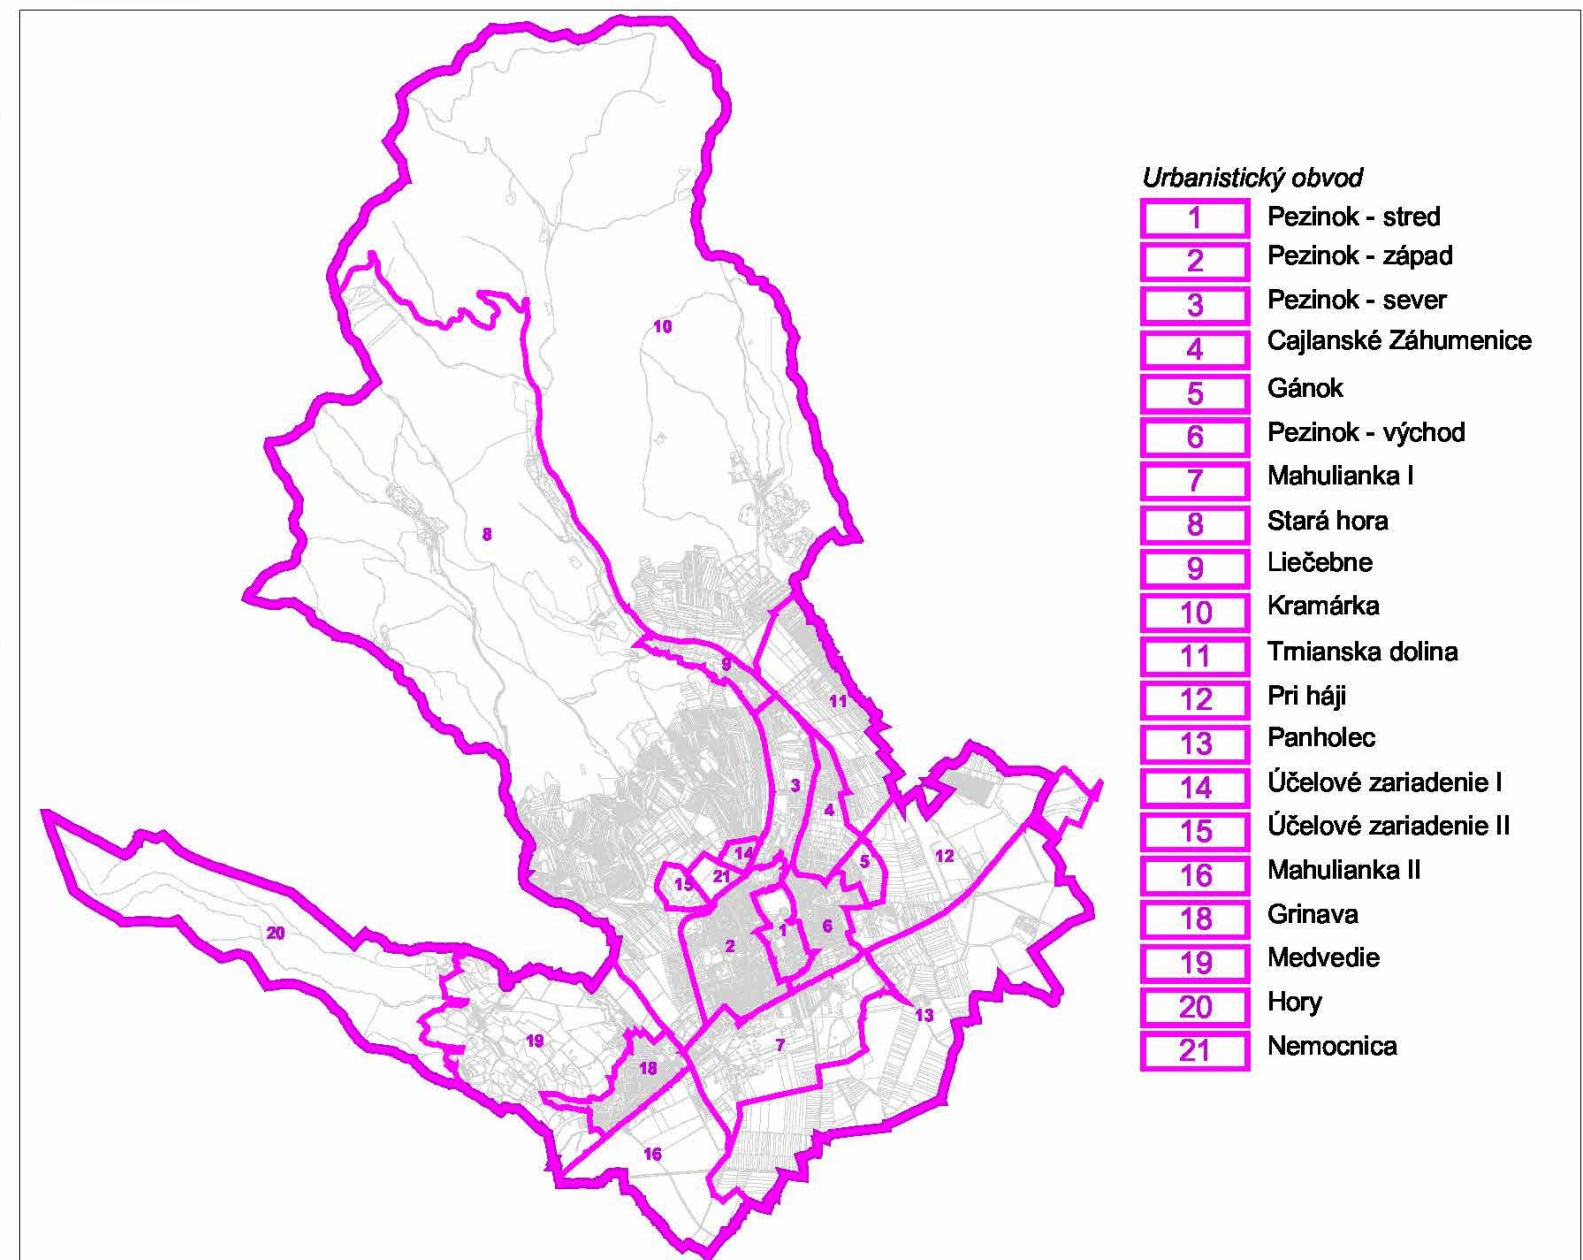 Urbanistický obvod
1 Pezinok - stred
2 Pezinok - západ
3 Pezinok - sever
4 Cajlanské Záhumenice
5 Gánok
6 Pezinok - východ
7 Mahulianka I
8 Stará hora
9 Liečebne
10 Kramárka
11 Tmianska dolina
12 Pri háji
13 Panholec
14 Účelové zariadenie I
15 Účelové zariadenie II
16 Mahulianka II
18 Grinava
19 Medvedie
20 Hory
21 Nemocnica
10
8
9
11
3
4
14
5
12
21
15
20
1
6
2
13
19
7
18
16